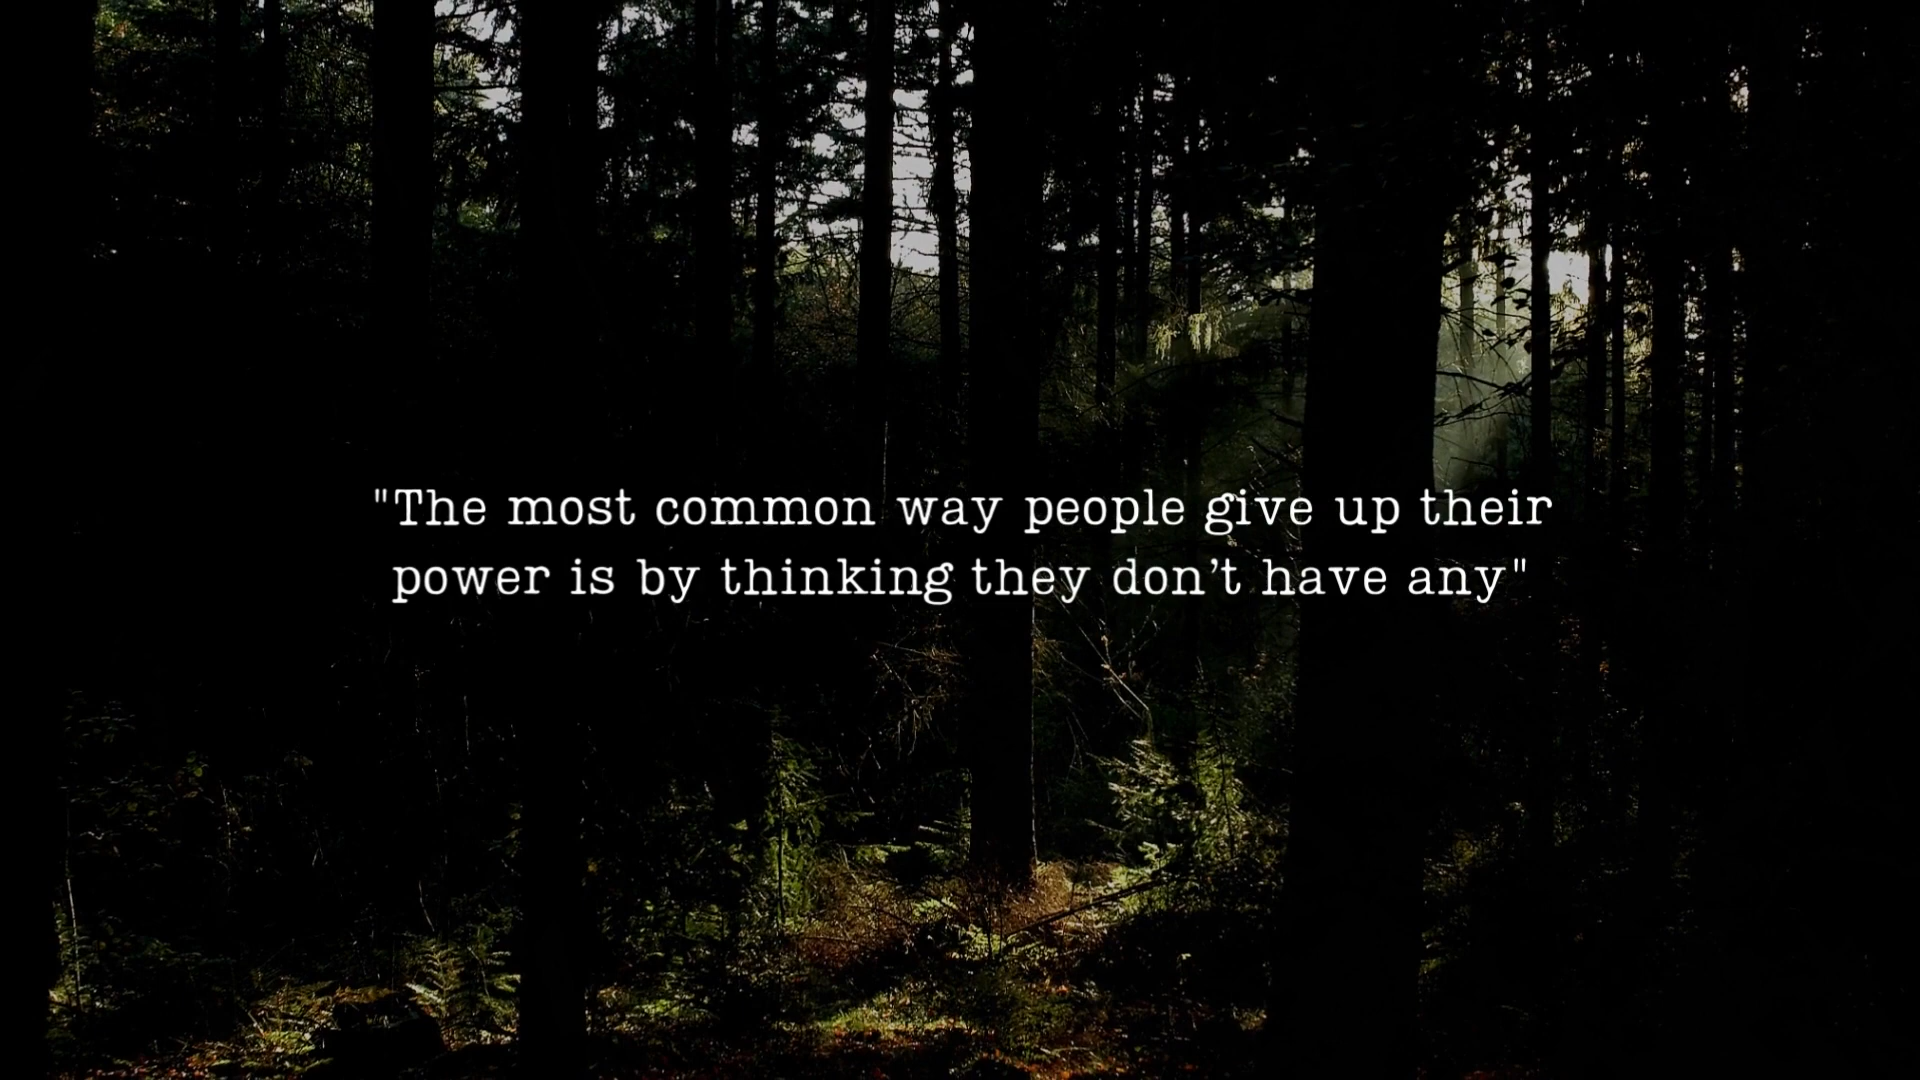 "The most common way people give up their
power is by thinking they don’t have any"